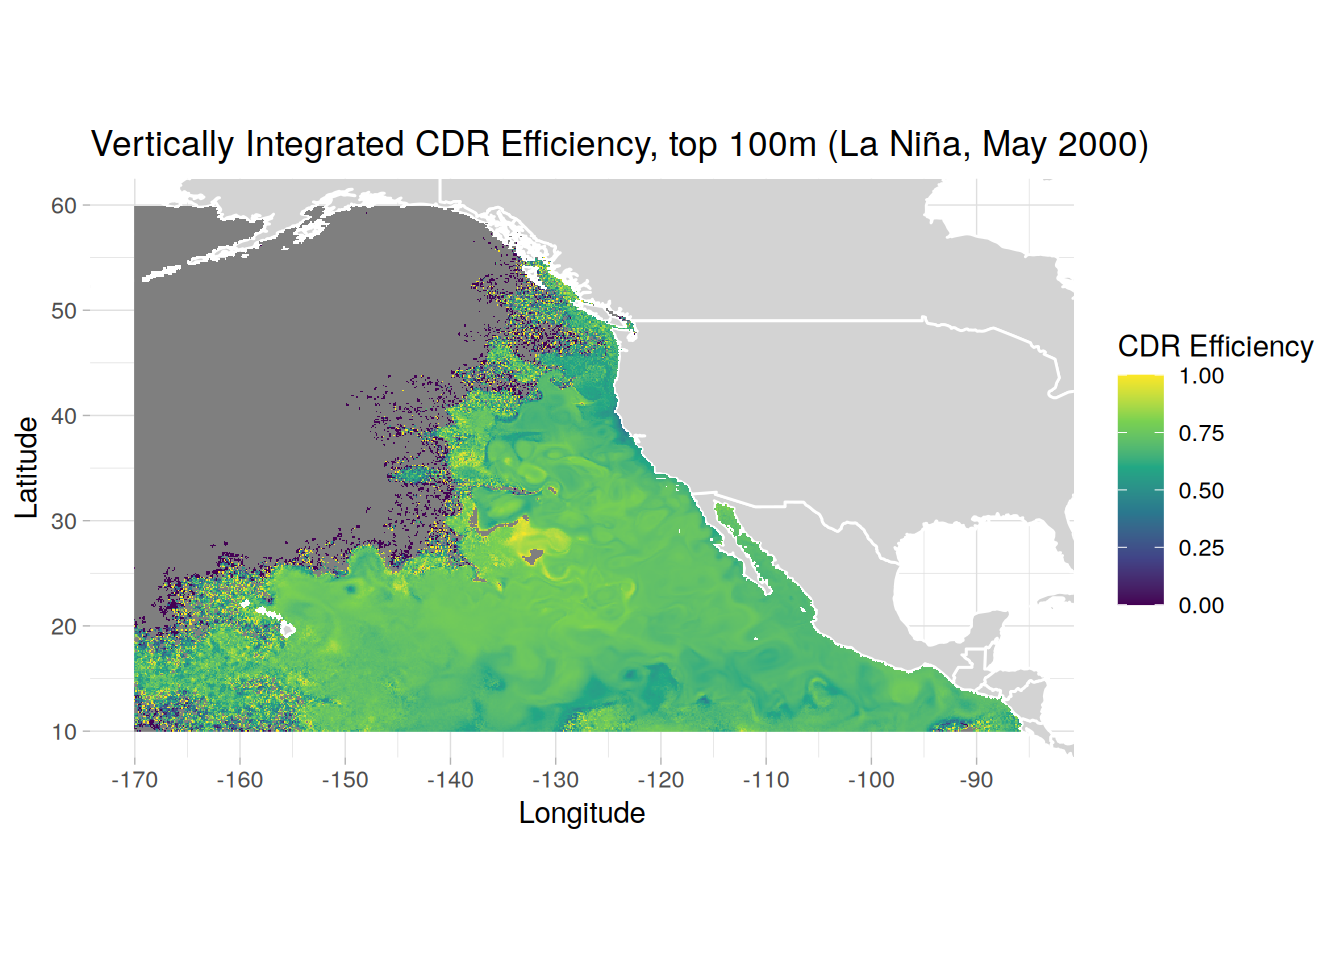 Vertically Integrated CDR Efficiency, top 100m (La Niña, May 2000)
60
50
40
30
20
10
Latitude
-170 -160 -150 -140 -130 -120 -110 -100 -90
Longitude
CDR Efficiency
1.00
0.75
0.50
0.25
0.00